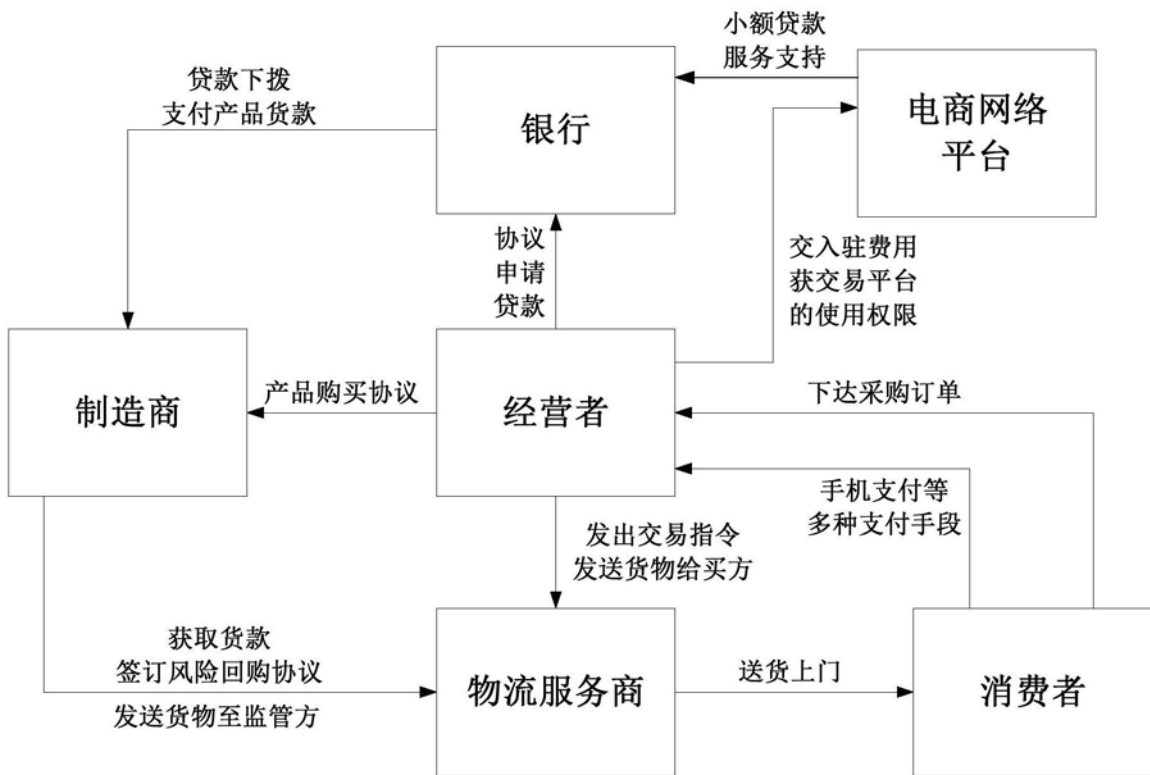 小额贷款
服务支持
贷款下拨
支付产品货款
银行
电商网络
平台
协议
申请
贷款
交入驻费用
获交易平台
的使用权限
制造商
产品购买协议
经营者
下达采购订单
手机支付等
多种支付手段
发出交易指令
发送货物给买方
获取货款
签订风险回购协议
发送货物至监管方
物流服务商
送货上门
消费者